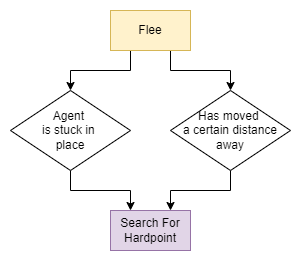 Flee
Agent
is stuck in
place
Has moved
a certain distance
away
Search For
Hardpoint